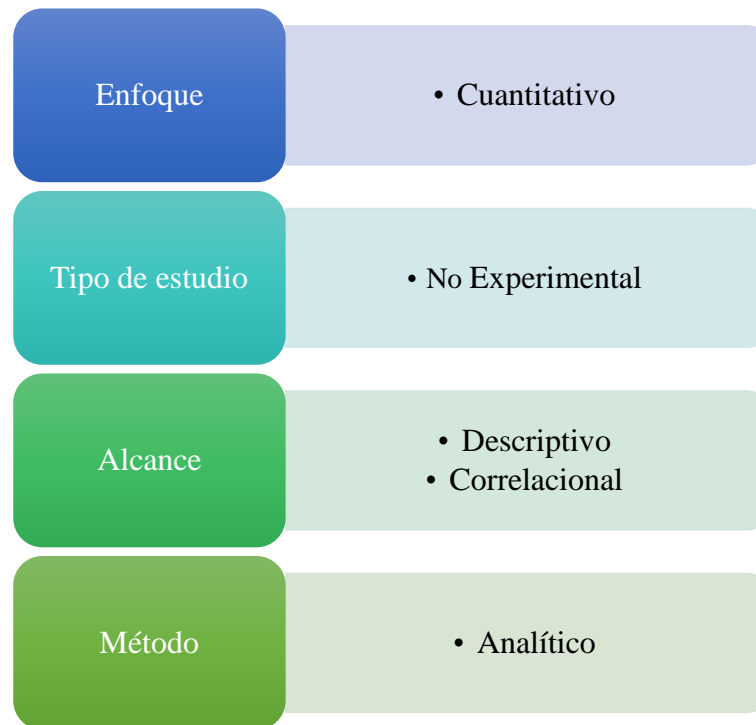 Enfoque
• Cuantitativo
Tipo de estudio
• No Experimental
Alcance
• Descriptivo
• Correlacional
Método
• Analítico